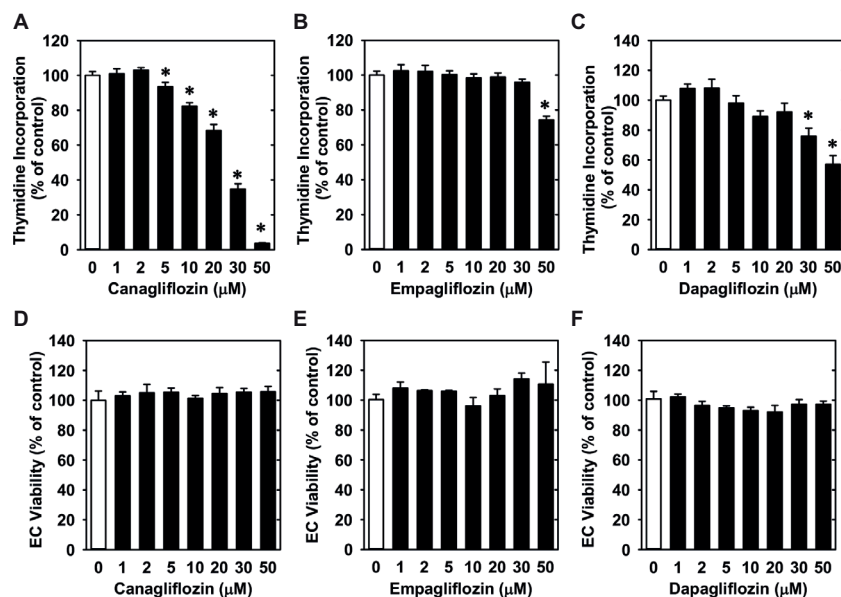 A
Thymidine Incorporation
(% of control)
120
100
80
60
40
20
0
*
*
*
*
*
0 1 2 5 10 20 30 50
Canagliflozin (μM)
B
Thymidine Incorporation
(% of control)
120
100
80
60
40
20
0
*
0 1 2 5 10 20 30 50
Empagliflozin (μM)
C
Thymidine Incorporation
(% of control)
140
120
100
80
60
40
20
0
*
*
0 1 2 5 10 20 30 50
Dapagliflozin (μM)
D
EC Viability (% of control)
140
120
100
80
60
40
20
0
0 1 2 5 10 20 30 50
Canagliflozin (μM)
E
EC Viability (% of control)
140
120
100
80
60
40
20
0
0 1 2 5 10 20 30 50
Empagliflozin (μM)
F
EC Viability (% of control)
140
120
100
80
60
40
20
0
0 1 2 5 10 20 30 50
Dapagliflozin (μM)